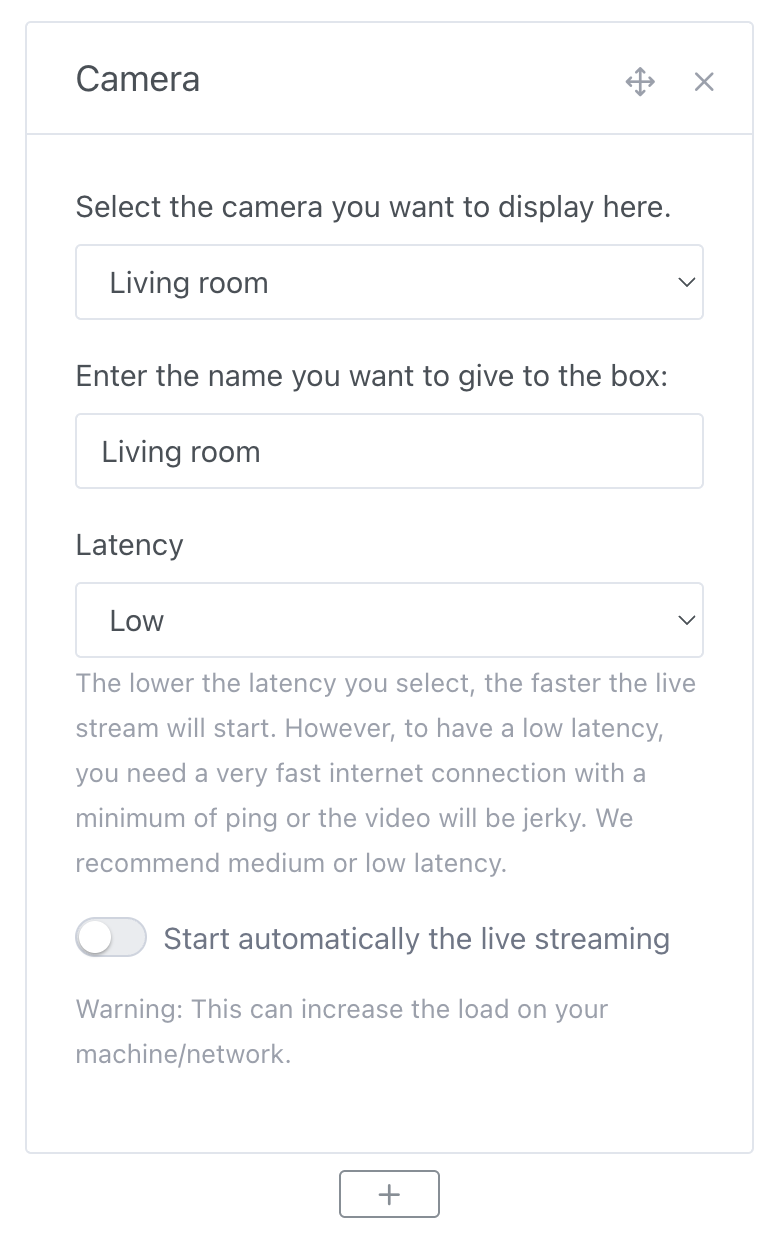 Camera
Select the camera you want to display here.
Living room
Enter the name you want to give to the box:
Living room
Latency
Low
The lower the latency you select, the faster the live
stream will start. However, to have a low latency,
you need a very fast internet connection with a
minimum of ping or the video will be jerky. We
recommend medium or low latency.
Start automatically the live streaming
Warning: This can increase the load on your
machine/network.